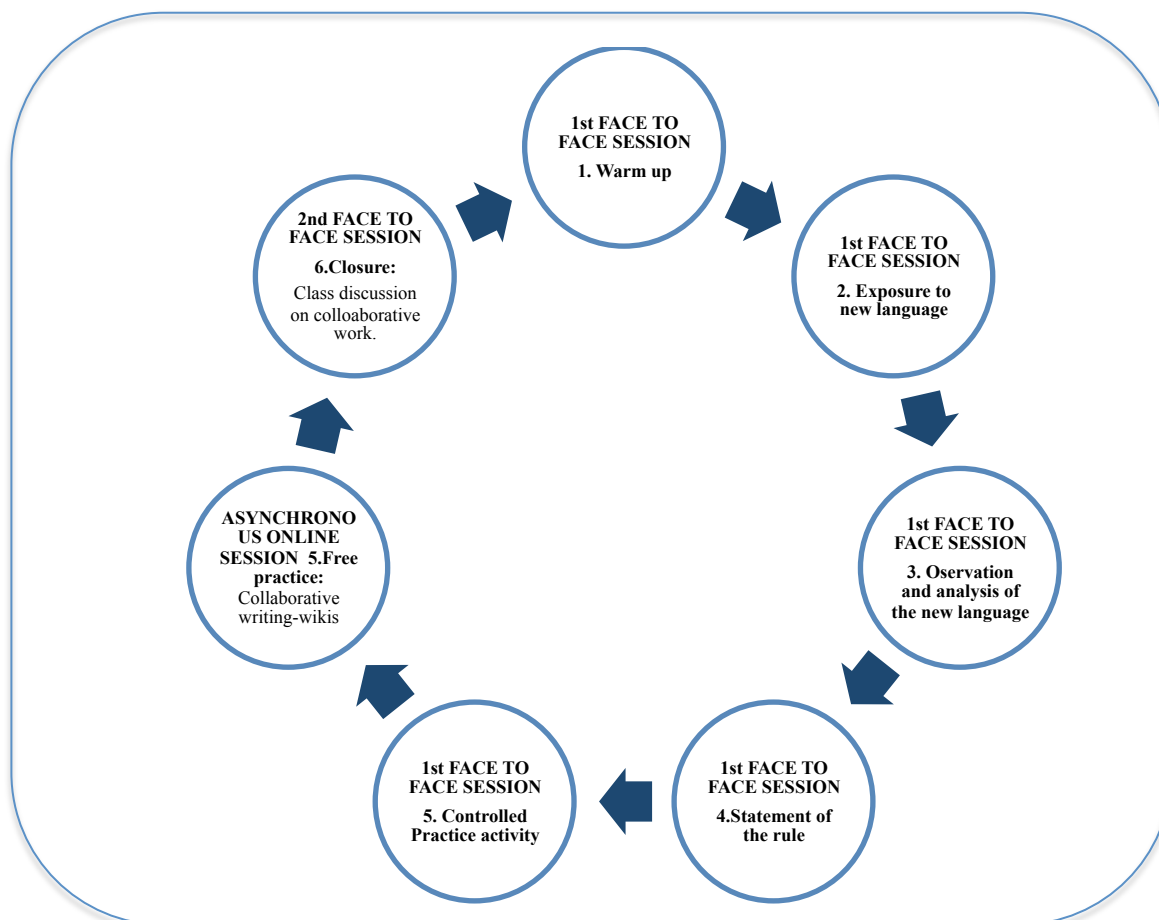 1st FACE TO
FACE SESSION
1. Warm up
1st FACE TO
FACE SESSION
2. Exposure to
new language
1st FACE TO
FACE SESSION
3. Oservation
and analysis of
the new language
1st FACE TO
FACE SESSION
4.Statement of
the rule
1st FACE TO
FACE SESSION
5. Controlled
Practice activity
ASYNCHRONO
US ONLINE
SESSION 5.Free
practice:
Collaborative
writing-wikis
2nd FACE TO
FACE SESSION
6.Closure:
Class discussion
on colloaborative
work.